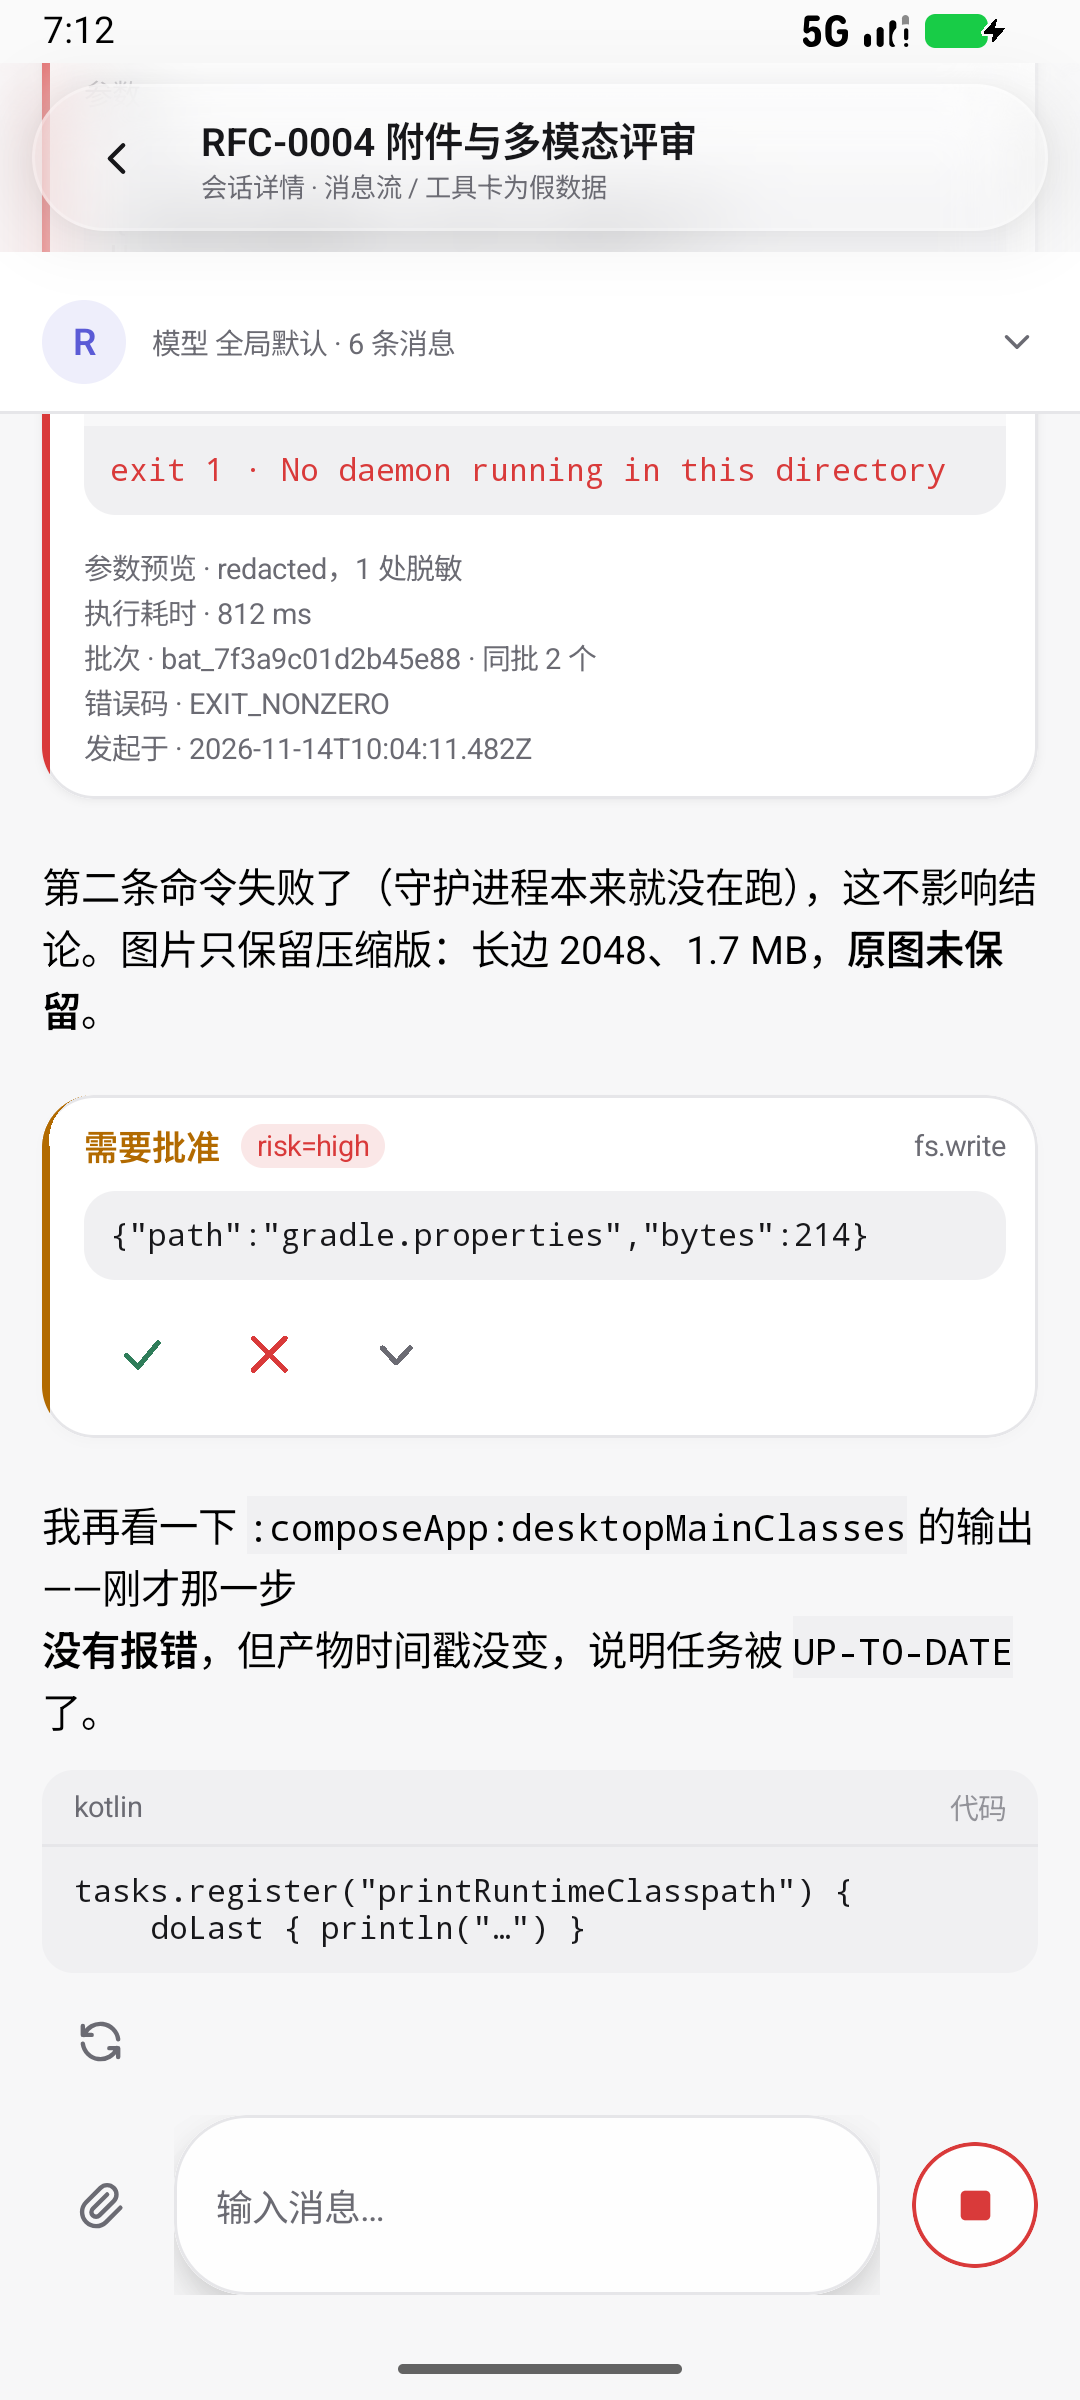 7:12
5G
参数
RFC-0004 附件与多模态评审
会话详情 · 消息流 / 工具卡为假数据
R
模型 全局默认 · 6 条消息
exit 1 · No daemon running in this directory
参数预览 · redacted，1 处脱敏
执行耗时 · 812 ms
批次 · bat_7f3a9c01d2b45e88 · 同批 2 个
错误码 · EXIT_NONZERO
发起于 · 2026-11-14T10:04:11.482Z
第二条命令失败了（守护进程本来就没在跑），这不影响结
论。图片只保留压缩版：长边 2048、1.7 MB，原图未保
留。
需要批准 risk=high fs.write
{"path":"gradle.properties","bytes":214}
我再看一下 :composeApp:desktopMainClasses 的输出
——刚才那一步
没有报错，但产物时间戳没变，说明任务被 UP-TO-DATE
了。
kotlin 代码
tasks.register("printRuntimeClasspath") {
    doLast { println("…") }
输入消息...